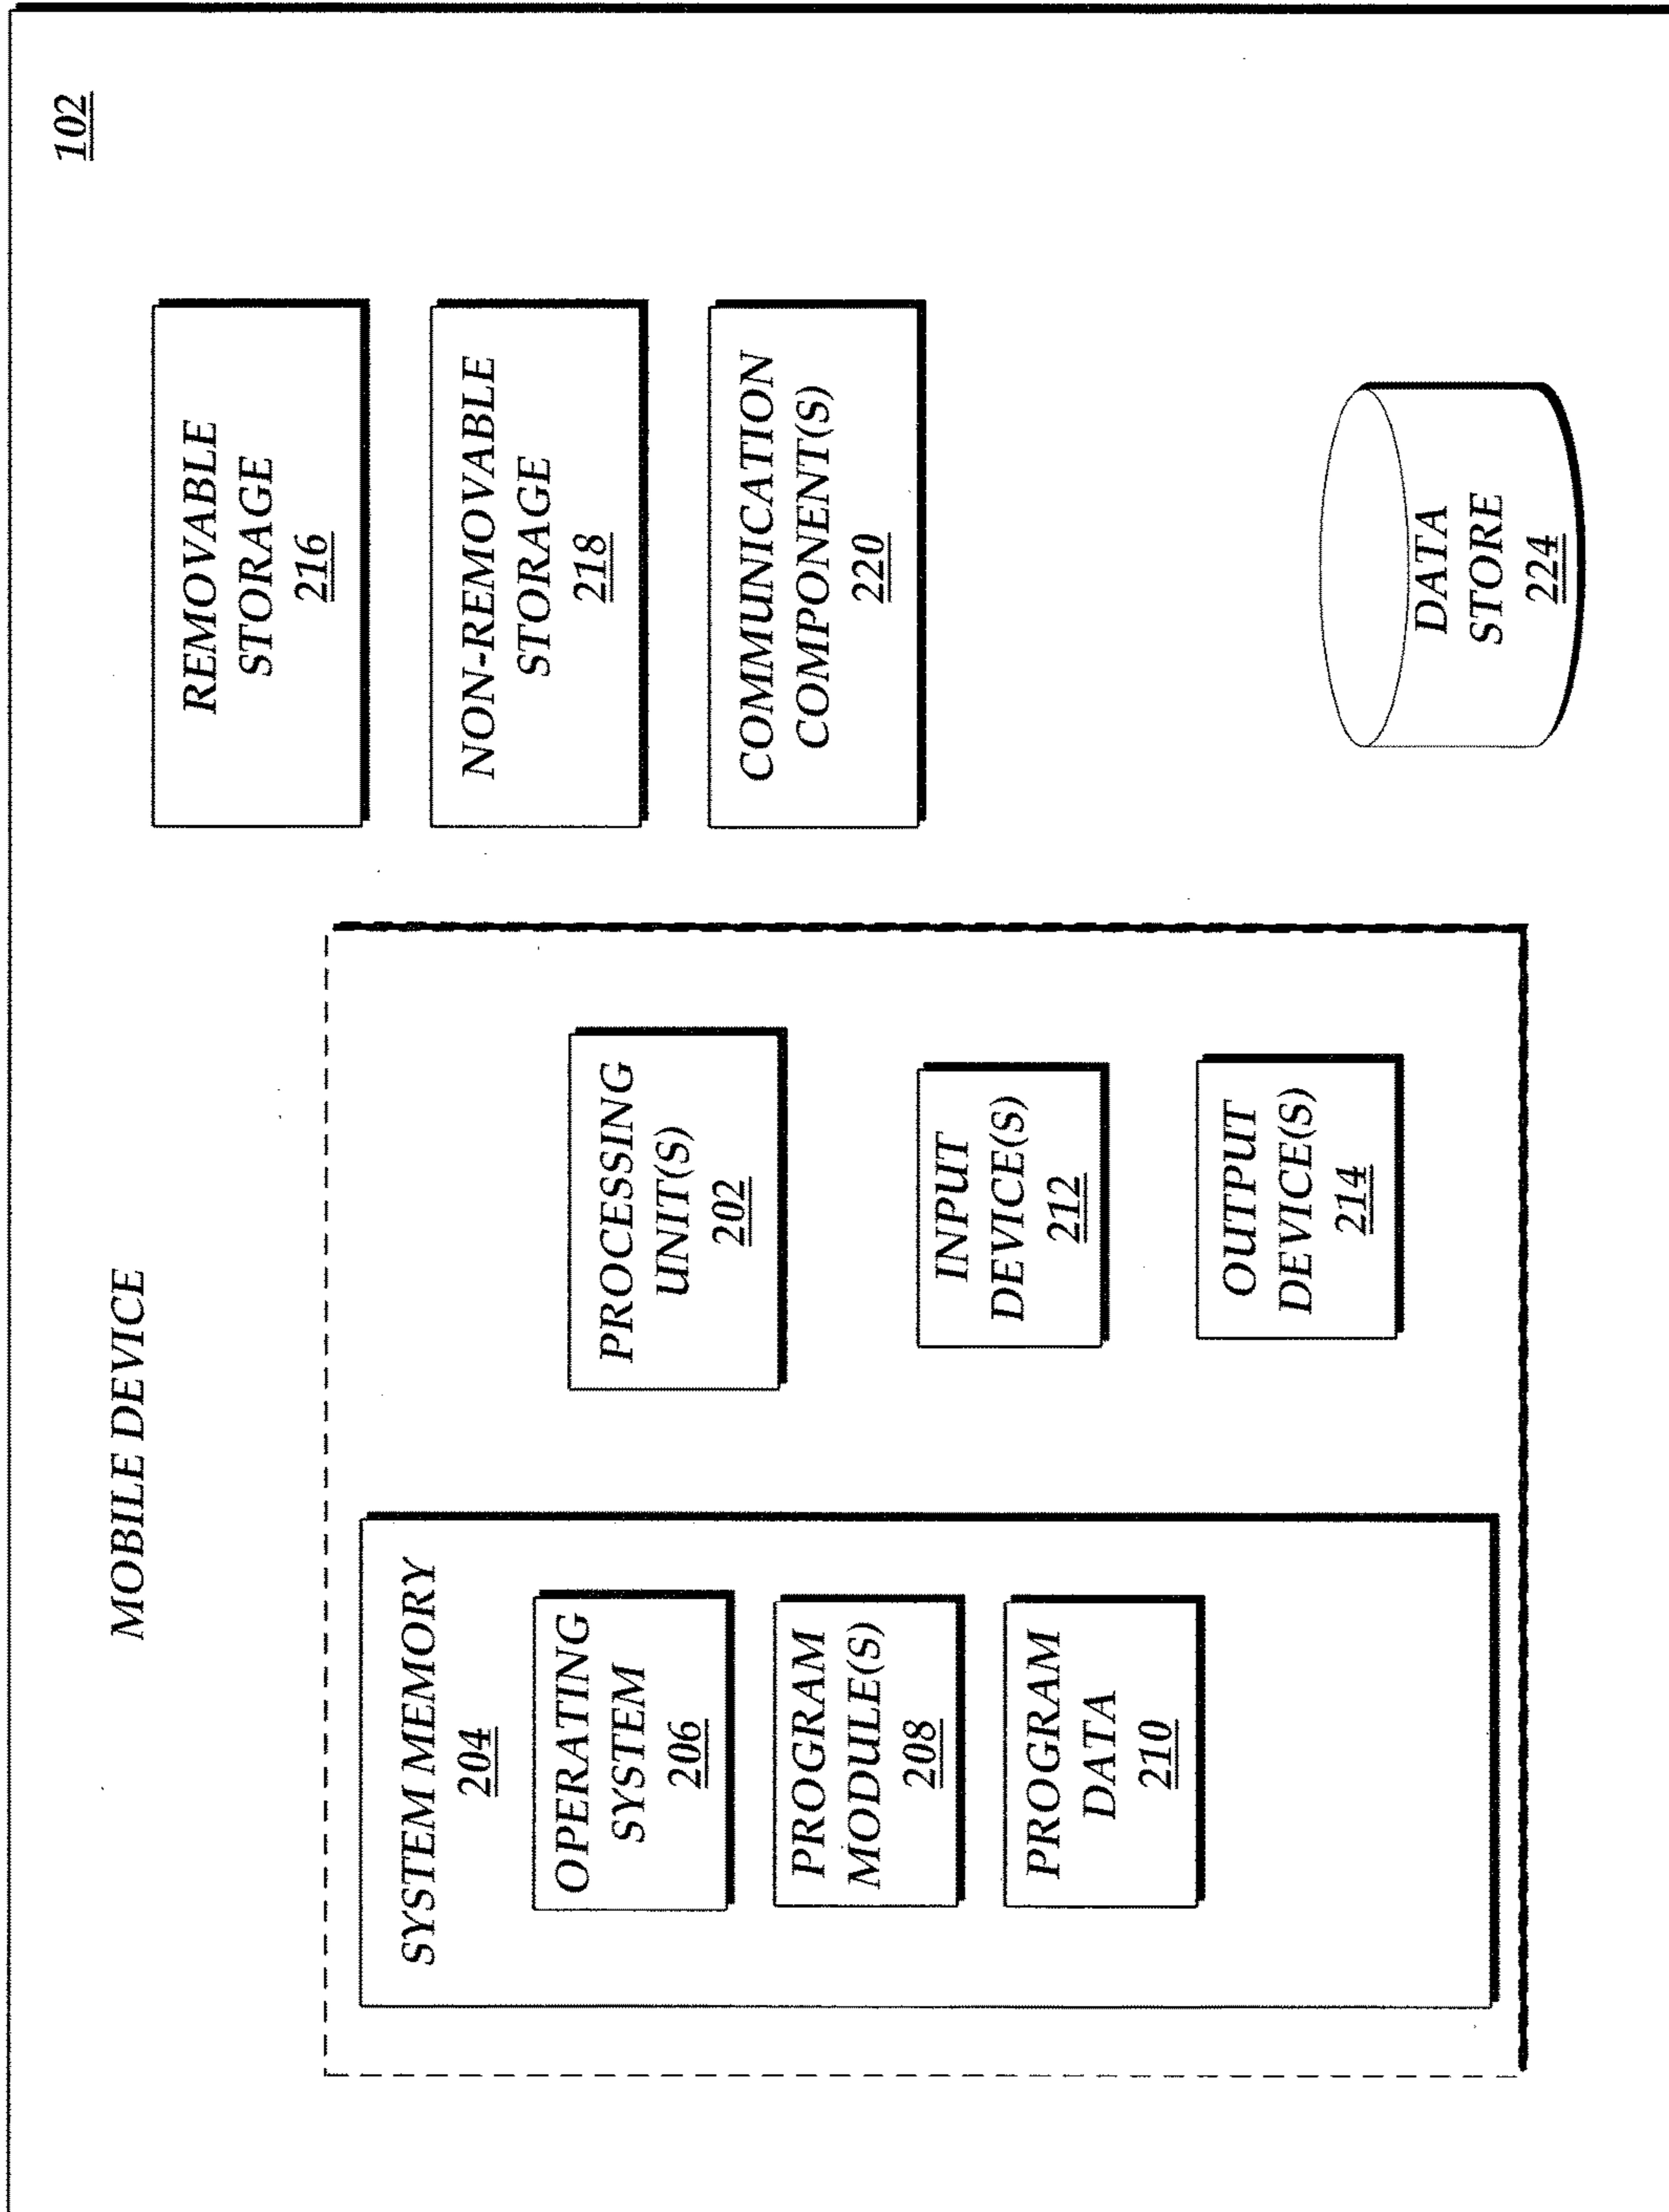 MOBILE DEVICE
102
SYSTEM MEMORY
204
OPERATING
SYSTEM
206
PROGRAM
MODULE(S)
208
PROGRAM
DATA
210
PROCESSING
UNIT(S)
202
INPUT
DEVICE(S)
212
OUTPUT
DEVICE(S)
214
REMOVABLE
STORAGE
216
NON-REMOVABLE
STORAGE
218
COMMUNICATION
COMPONENT(S)
220
DATA
STORE
224